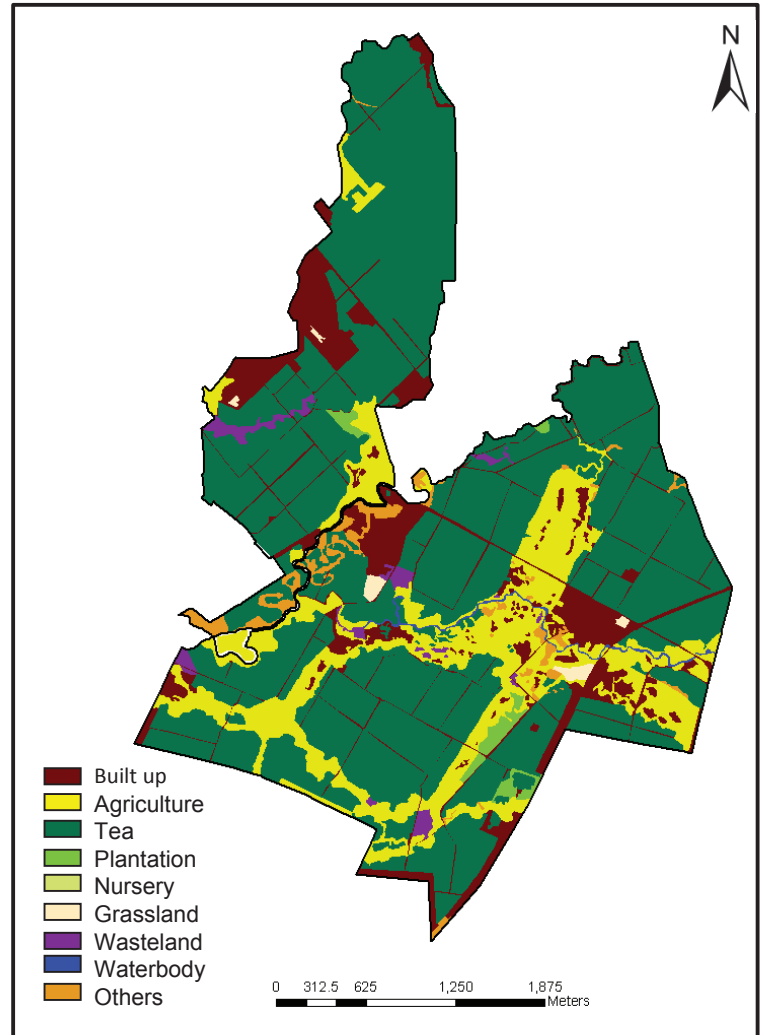 N
Built up
Agriculture
Tea
Plantation
Nursery
Grassland
Wasteland
Waterbody
Others
0 312.5 625 1,250 1,875
Meters